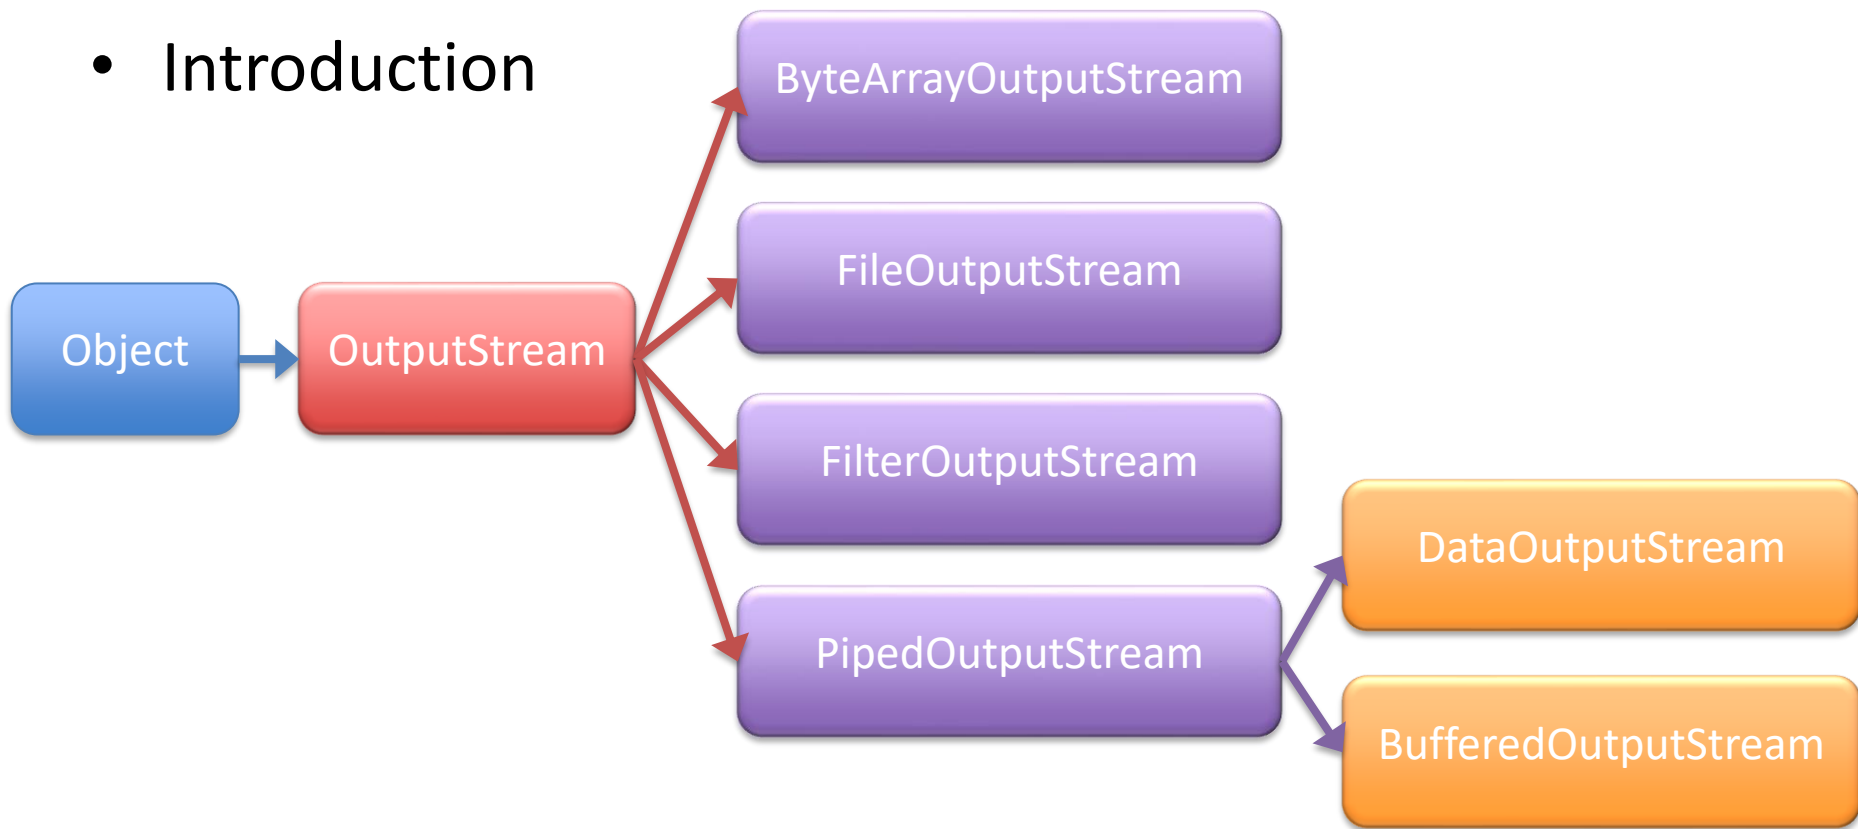 • Introduction
ByteArrayOutputStream
FileOutputStream
Object
OutputStream
FilterOutputStream
DataOutputStream
PipedOutputStream
BufferedOutputStream